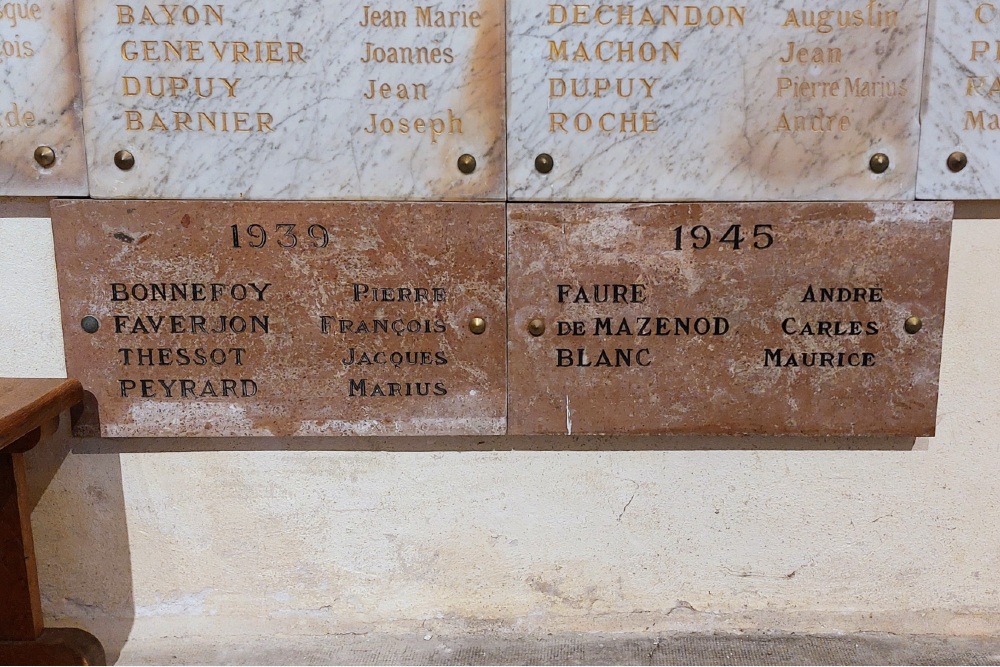 BAYON Jean Marie
GENEVRIER Joannes
DUPUY Jean
BARNIER Joseph
DECHANDON Augustin
MACHON Jean
DUPUY Pierre Marius
ROCHE André
1939
BONNEFOY PIERRE
FAVERJON FRANÇOIS
THESSOT JACQUES
PEYRARD MARIUS
1945
FAURE ANDRÉ
DE MAZENOD CARLES
BLANC MAURICE